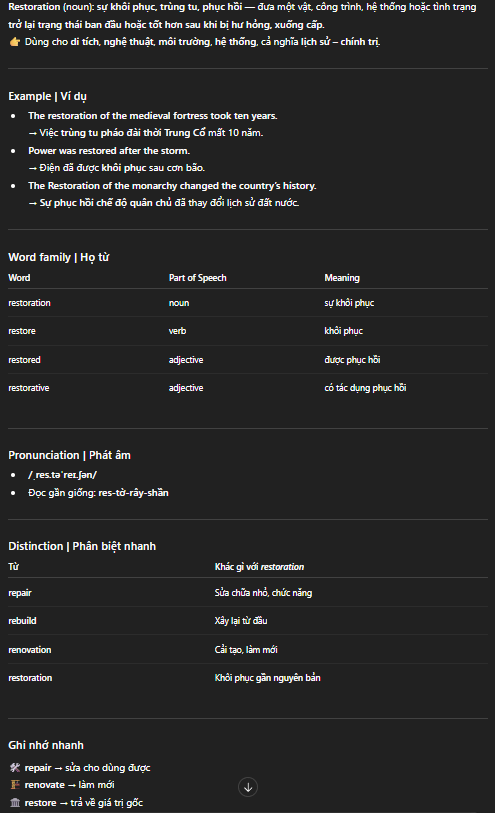 Restoration (noun): sự khôi phục, trùng tu, phục hồi — đưa một vật, công trình, hệ thống hoặc tình trạng
trở lại trạng thái ban đầu hoặc tốt hơn sau khi bị hư hỏng, xuống cấp.
👉 Dùng cho di tích, nghệ thuật, môi trường, hệ thống, cả nghĩa lịch sử – chính trị.
Example | Ví dụ
• The restoration of the medieval fortress took ten years.
→ Việc trùng tu pháo đài thời Trung Cổ mất 10 năm.
• Power was restored after the storm.
→ Điện đã được khôi phục sau cơn bão.
• The Restoration of the monarchy changed the country's history.
→ Sự phục hồi chế độ quân chủ đã thay đổi lịch sử đất nước.
Word family | Họ từ
Word Part of Speech Meaning
restoration noun sự khôi phục
restore verb khôi phục
restored adjective được phục hồi
restorative adjective có tác dụng phục hồi
Pronunciation | Phát âm
• /ˌres.təˈreɪ.ʃən/
• Đọc gần giống: res-tờ-rây-shần
Distinction | Phân biệt nhanh
Từ Khác gì với restoration
repair Sửa chữa nhỏ, chức năng
rebuild Xây lại từ đầu
renovation Cải tạo, làm mới
restoration Khôi phục gần nguyên bản
Ghi nhớ nhanh
🛠️ repair → sửa cho dùng được
🏗️ renovate → làm mới
🏛️ restore → trả về giá trị gốc